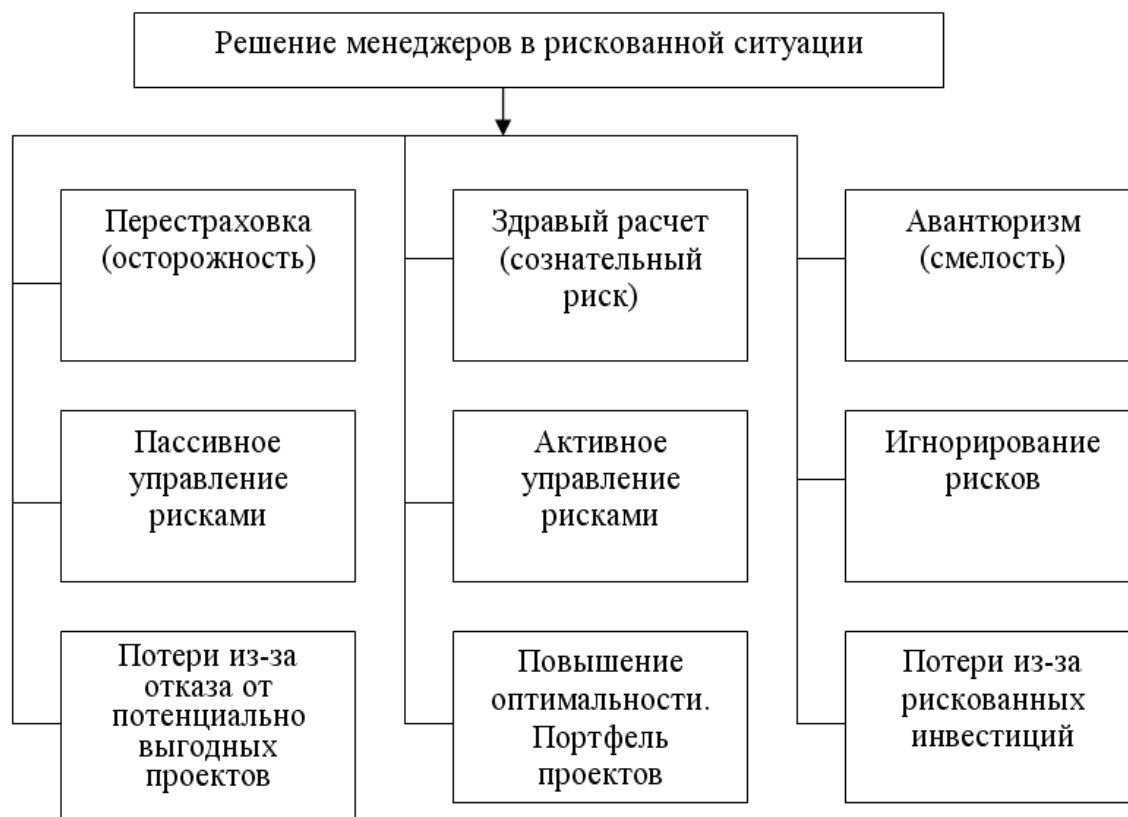 Решение менеджеров в рискованной ситуации
Перестраховка
(осторожность)
Здравый расчет
(сознательный
риск)
Авантюризм
(смелость)
Пассивное
управление
рисками
Активное
управление
рисками
Игнорирование
рисков
Потери из-за
отказа от
потенциально
выгодных
проектов
Повышение
оптимальности.
Портфель
проектов
Потери из-за
рискованных
инвестиций